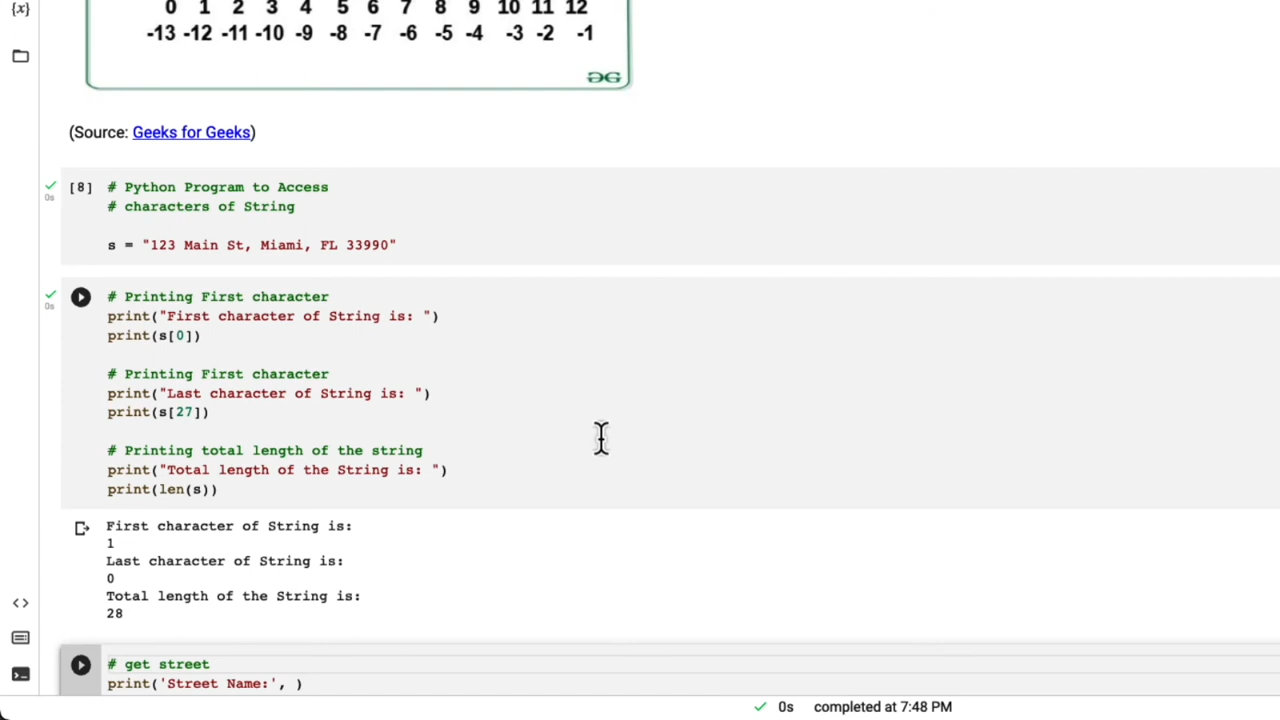 {x}
0 1 2 3 4 5 6 7 8 9 10 11 12
-13 -12 -11 -10 -9 -8 -7 -6 -5 -4 -3 -2 -1
(Source: Geeks for Geeks)
[8] # Python Program to Access
0s # characters of String
s = "123 Main St, Miami, FL 33990"
# Printing First character
0s
print("First character of String is: ")
print(s[0])
# Printing First character
print("Last character of String is: ")
print(s[27])
# Printing total length of the string
print("Total length of the String is: ")
print(len(s))
First character of String is:
1
Last character of String is:
0
Total length of the String is:
28
# get street
print('Street Name:', )
0s completed at 7:48 PM